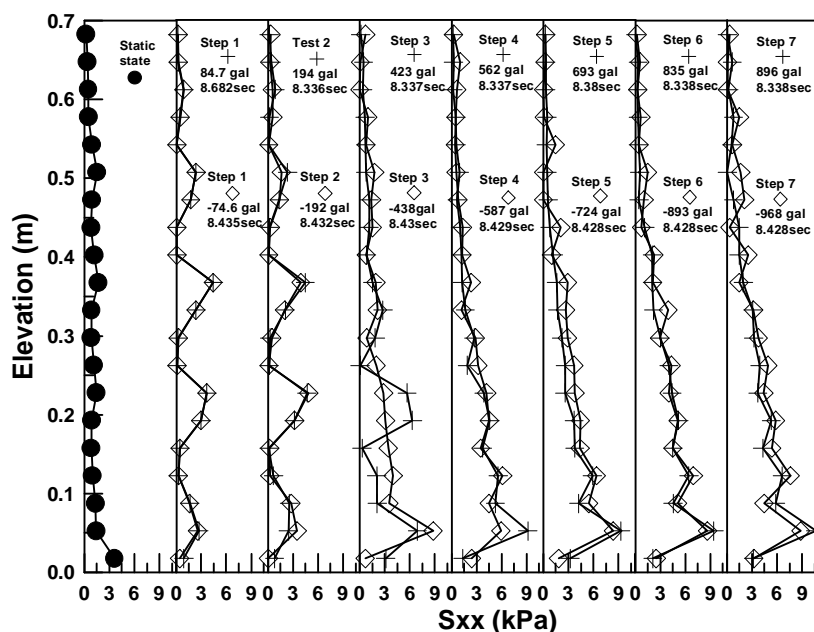 0.7
0.6
0.5
0.4
0.3
0.2
0.1
0.0
Elevation (m)
Static
state
Step 1
84.7 gal
8.682sec
Step 1
-74.6 gal
8.435sec
Test 2
194 gal
8.336sec
Step 2
-192 gal
8.432sec
Step 3
423 gal
8.337sec
Step 3
-438gal
8.43sec
Step 4
562 gal
8.337sec
Step 4
-587 gal
8.429sec
Step 5
693 gal
8.38sec
Step 5
-724 gal
8.428sec
Step 6
835 gal
8.338sec
Step 6
-893 gal
8.428sec
Step 7
896 gal
8.338sec
Step 7
-968 gal
8.428sec
0 3 6 9 0 3 6 9 0 3 6 9 0 3 6 9 0 3 6 9 0 3 6 9 0 3 6 9 0 3 6 9
Sxx (kPa)